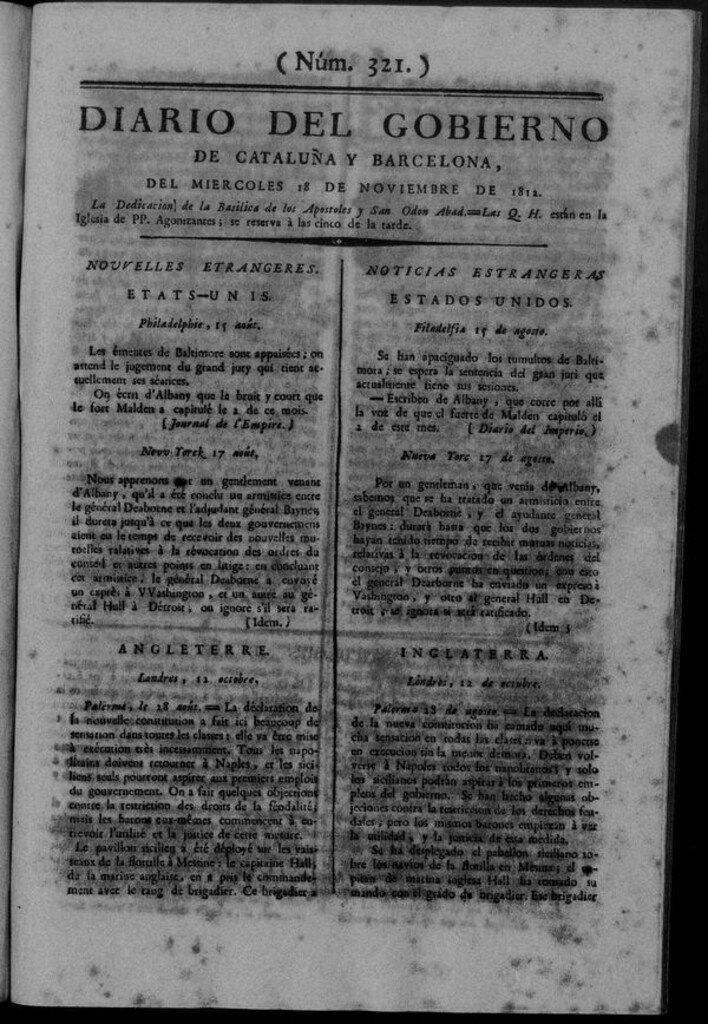 ( Núm. 321. )
DIARIO DEL GOBIERNO
DE CATALUÑA Y BARCELONA,
DEL MIERCOLES 18 DE NOVIEMBRE DE 1812.
La Dedicacion de la Basilica de los Apostoles y San Odon Abad.=Las Q. H. están en la
Iglesia de PP. Agonizantes; se reserva à las cinco de la tarde.
NOUVELLES ETRANGERES.
ETATS-UNIS.
Philadelphie, 15 août.
Les émeutes de Baltimore sont appaisées; on
attend le jugement du grand jury qui tient ac-
tuellement ses séances.
On écrit d'Albany que le bruit y court que
le fort Malden a capitulé le 2 de ce mois.
(Journal de l'Empire.)
Nevv Yorck 17 août,
Nous apprenons par un gentlement venant
d'Albany, qu'il a été conclu un armistice entre
le général Deaborne et l'adjudant général Baynes,
il durera jusqu'à ce que les deux gouvernemens
aient eu le temps de recevoir des nouvelles mu-
tuelles relatives à la révocation des ordres du
conseil et autres points en litige: en concluant
cet armistice, le général Deaborne a envoyé
un exprès à VVashington, et un autre au gé-
néral Hull à Détroit, on ignore s'il sera ra-
tifié. (Idem.)
ANGLETERRE.
Londres, 12 octobre.
Palerme, le 28 août. = La déclaration de
la nouvelle constitution a fait ici beaucoup de
sensation dans toutes les classes: elle va être mise
à exécution très incessamment. Tous les napo-
litains doivent retourner à Naples, et les sici-
liens seuls pourront aspirer aux premiers emplois
du gouvernement. On a fait quelques objections
contre la restriction des droits de la féodalité,
mais les barons eux-mêmes commencent à en-
trevoir l'utilité et la justice de cette mesure.
Le pavillon sicilien a été déployé sur les vais-
seaux de la flottille à Messine: le capitaine Hall,
de la marine anglaise, en a pris le commande-
ment avec le rang de brigadier. Ce brigadier a
NOTICIAS ESTRANGERAS
ESTADOS UNIDOS.
Filadelfia 15 de agosto.
Se han apaciguado los tumultos de Balti-
mora; se espera la sentencia del gran juri que
actualmente tiene sus sesiones.
— Escriben de Albany, que corre por alli
la voz de que el fuerte de Malden capituló el
2 de este mes. ( Diario del Imperio,)
Nueva Yorc 17 de agosto.
Por un gentleman, que venia de Albany,
sabemos que se ha tratado un armisticio entre
el general Deaborne, y el ayudante general
Baynes: durará hasta que los dos gobiernos
hayan tenido tiempo de recibir mutuas noticias,
relativas á la revocacion de las órdenes del
consejo, y otros puntos en question; con esto
el general Dearborne ha enviado un expreso à
Vashington, y otro al general Hull en De-
troit; se ignora si será ratificado.
(Idem.)
INGLATERRA.
Lóndres, 12 de octubre.
Palermo 28 de agosto. = La declaracion
de la nueva constitucion ha causado aqui mu-
cha sensacion en todas las clases: va à ponerse
en execucion sin la menor demora. Deben vol-
verse à Napoles todos los napolitanos, y solo
los sicilianos podrán aspirar à los primeros em-
pleos del gobierno. Se han hecho algunas ob-
jeciones contra la restriccion de los derechos feu-
dales; pero los mismos barones empiezan à ver
la utilidad, y la justicia de esta medida.
Se ha desplegado el pabellon siciliano so-
bre los navios de la flotilla en Mesina; el ca-
pitan de marina inglesa Hall ha tomado su
mando con el grado de brigadier. Ese brigadier